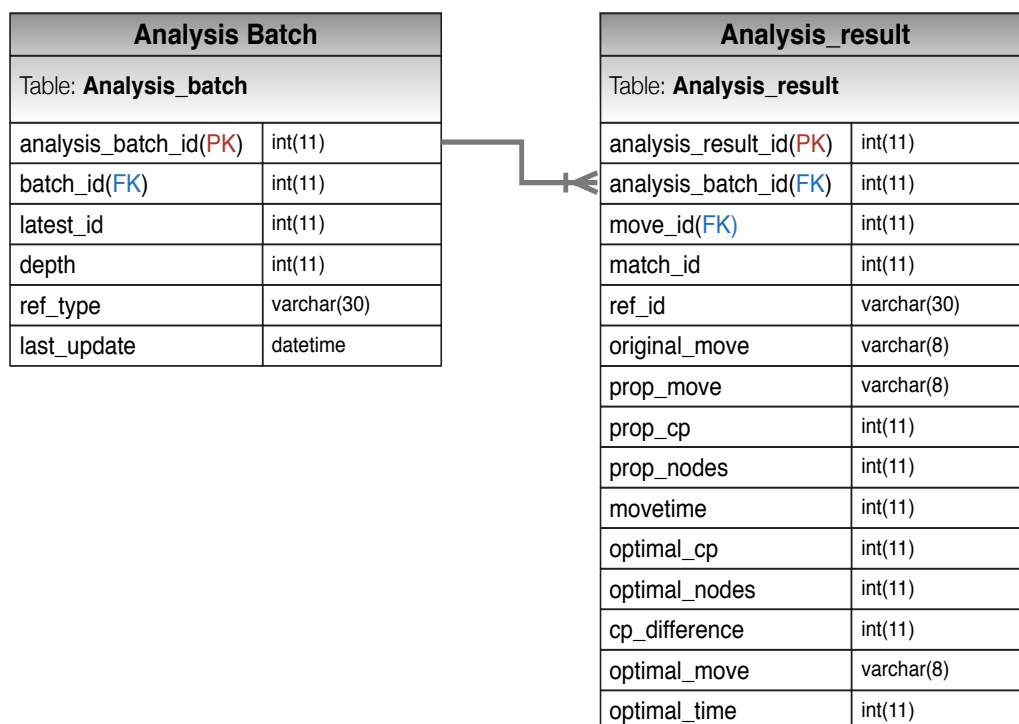 Analysis Batch
Table: Analysis_batch
analysis_batch_id(PK) int(11)
batch_id(FK) int(11)
latest_id int(11)
depth int(11)
ref_type varchar(30)
last_update datetime
Analysis_result
Table: Analysis_result
analysis_result_id(PK) int(11)
analysis_batch_id(FK) int(11)
move_id(FK) int(11)
match_id int(11)
ref_id varchar(30)
original_move varchar(8)
prop_move varchar(8)
prop_cp int(11)
prop_nodes int(11)
movetime int(11)
optimal_cp int(11)
optimal_nodes int(11)
cp_difference int(11)
optimal_move varchar(8)
optimal_time int(11)